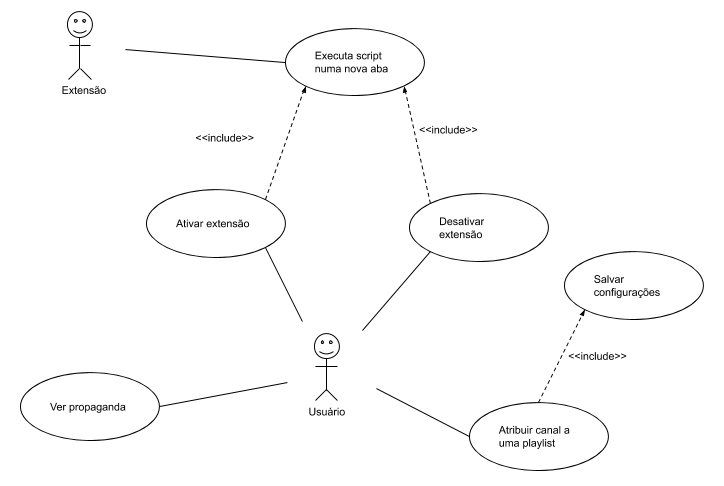 Executa script
numa nova aba
Extensão
<<include>>
<<include>>
Ativar extensão
Desativar
extensão
Salvar
configurações
<<include>>
Ver propaganda
Usuário
Atribuir canal a
uma playlist